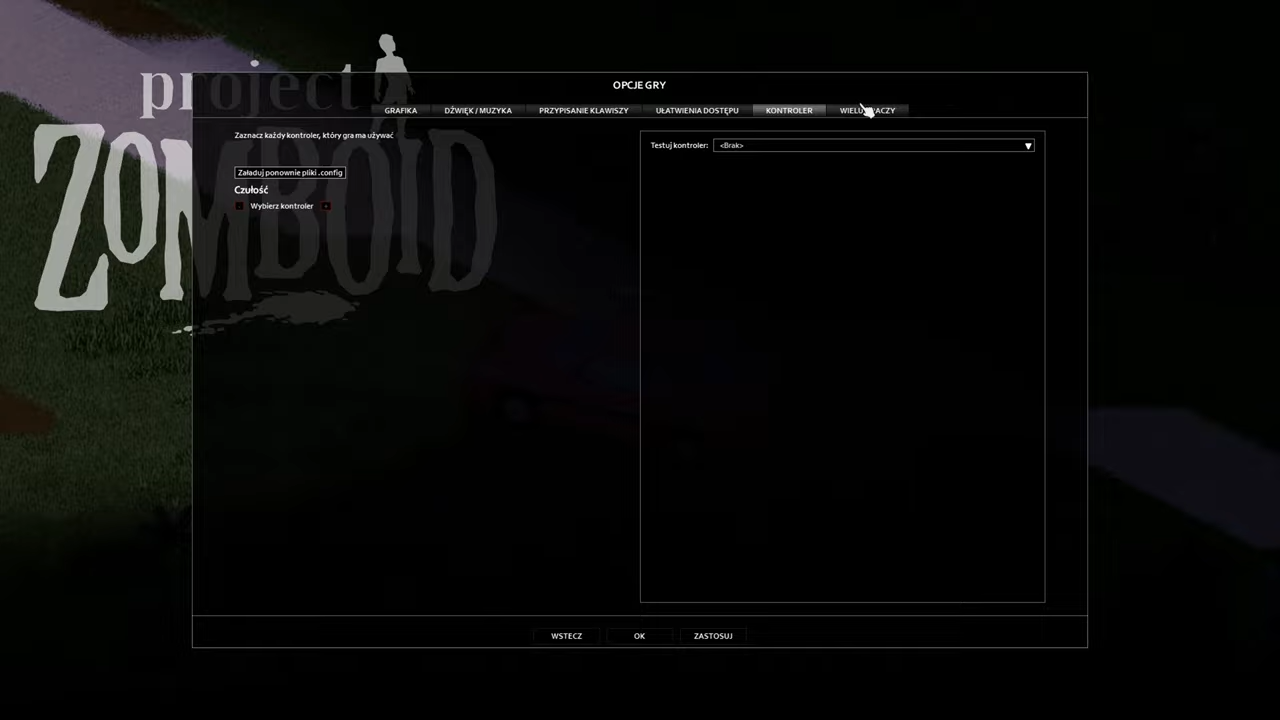 project
ZOMBOID
OPCJE GRY
GRAFIKA DŹWIĘK / MUZYKA PRZYPISANIE KLAWISZY UŁATWIENIA DOSTĘPU KONTROLER
Zaznacz każdy kontroler, który gra ma używać
Testuj kontroler: <Brak>
Załaduj ponownie pliki .config
Czułość
- Wybierz kontroler +
WSTECZ OK ZASTOSUJ